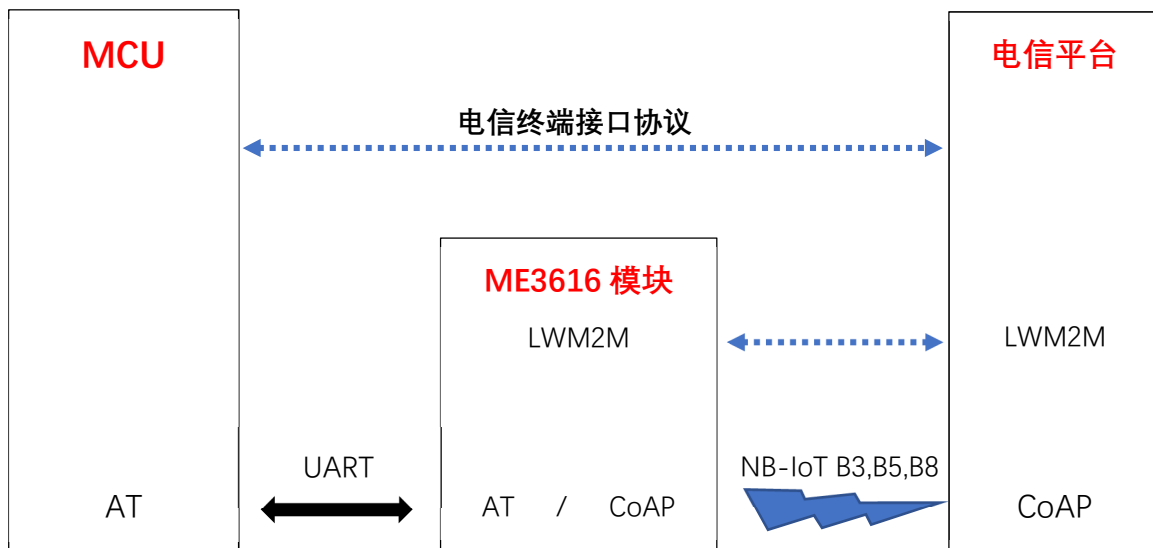 MCU
电信平台
电信终端接口协议
ME3616 模块
LWM2M
LWM2M
UART
NB-IoT B3,B5,B8
AT
AT / CoAP
CoAP